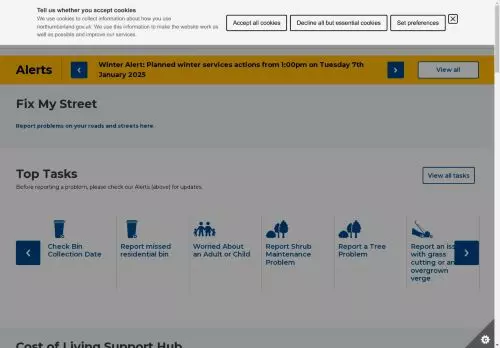 Tell us whether you accept cookies
We use cookies to collect information about how you use
northumberland.gov.uk. We use this information to make the website work as
well as possible and improve our services.
Accept all cookies
Decline all but essential cookies
Set preferences
Alerts
Winter Alert: Planned winter services actions from 1:00pm on Tuesday 7th
January 2025
View all
Fix My Street
Report problems on your roads and streets here.
Top Tasks
View all tasks
Before reporting a problem, please check our Alerts (above) for updates.
Check Bin
Collection Date
Report missed
residential bin
Worried About
an Adult or Child
Report Shrub
Maintenance
Problem
Report a Tree
Problem
Report an iss
with grass
cutting or an
overgrown
verge
Cost of Living Support Hub